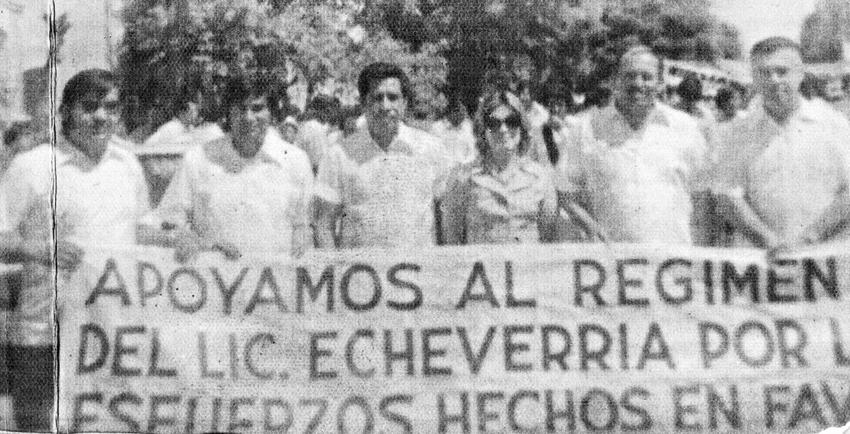 APOYAMOS AL REGIMEN
DEL LIC. ECHEVERRIA POR L
ESFUERZOS HECHOS EN FAV